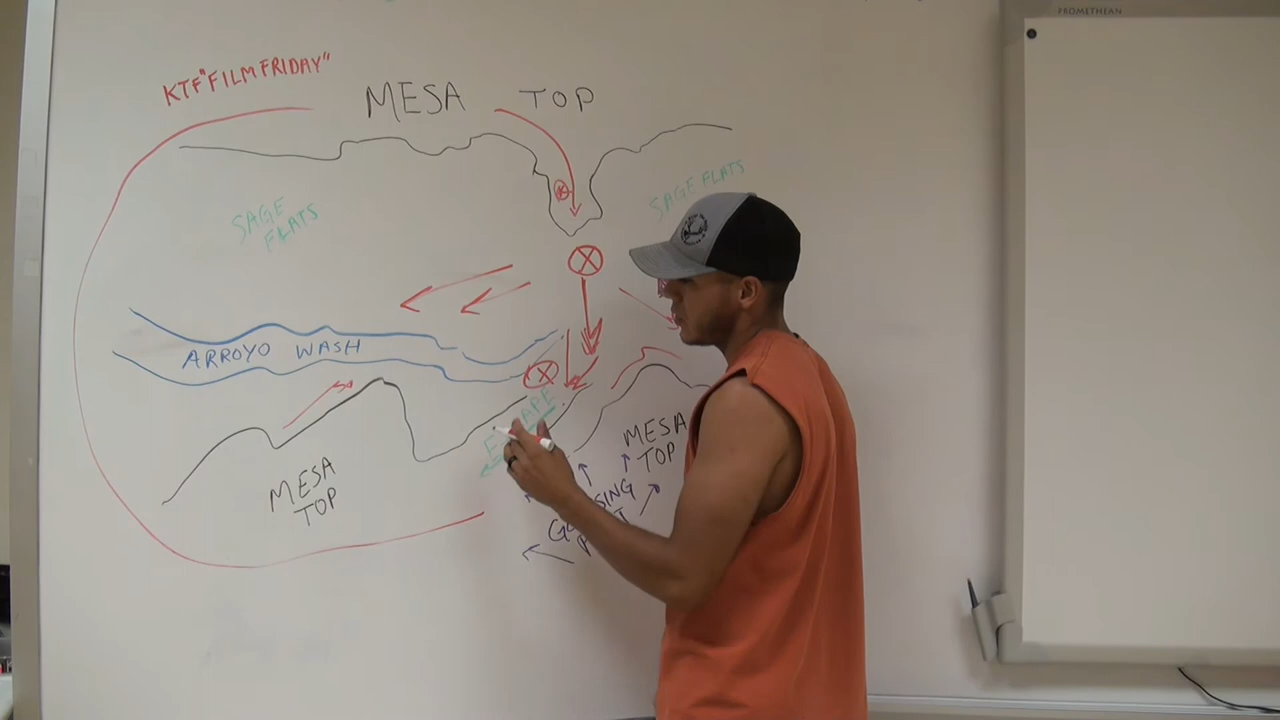 PROMETHEAN
KTF "FILM FRIDAY"
MESA TOP
SAGE FLATS
SAGE
FLATS
X
ARROYO WASH
X
MESA
TOP
MESA
TOP